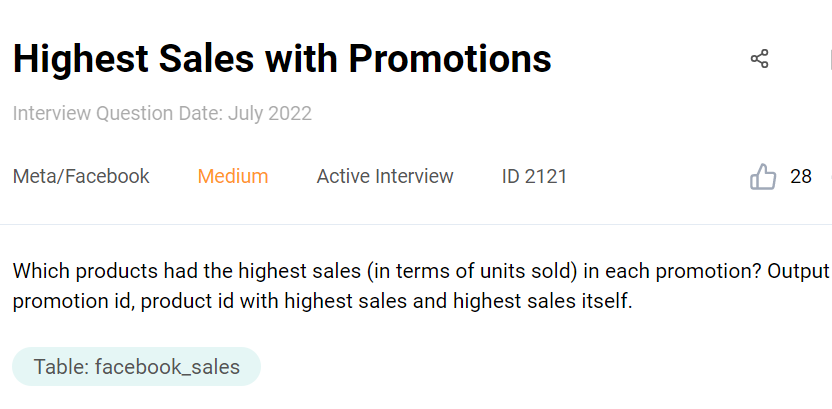 Highest Sales with Promotions
Interview Question Date: July 2022
Meta/Facebook Medium Active Interview ID 2121 28
Which products had the highest sales (in terms of units sold) in each promotion? Output
promotion id, product id with highest sales and highest sales itself.
Table: facebook_sales